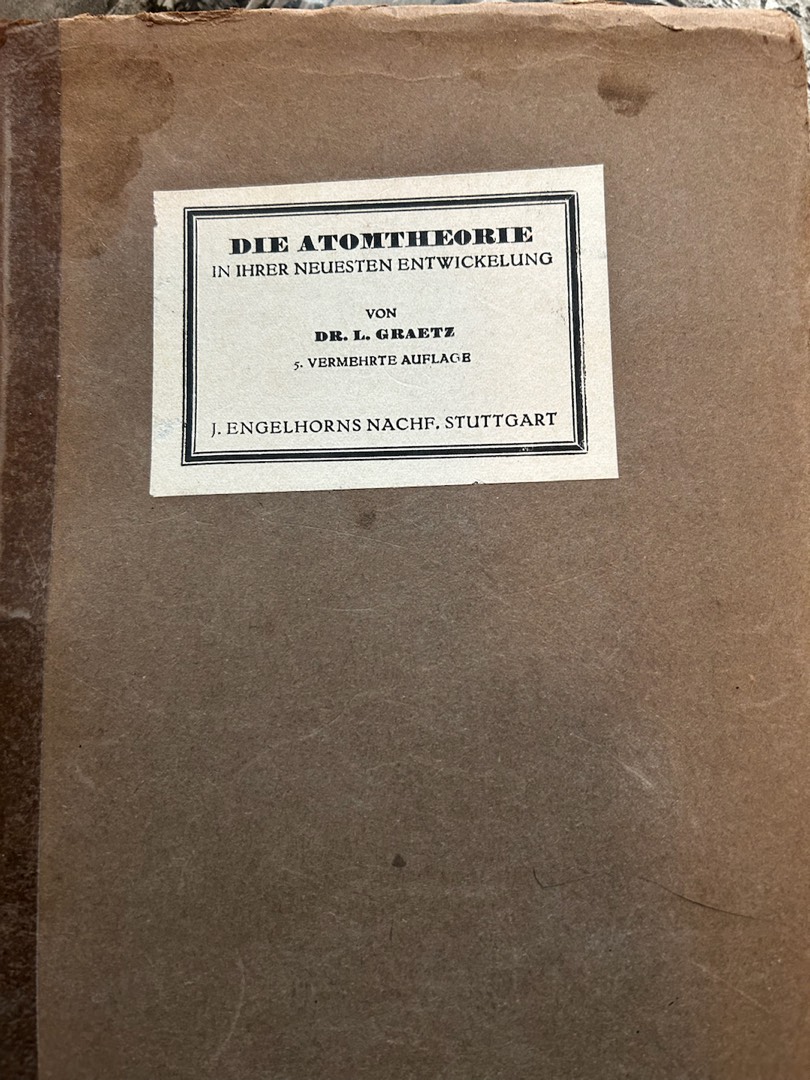 DIE ATOMTHEORIE
IN IHRER NEUESTEN ENTWICKELUNG
VON
DR. L. GRAETZ
5. VERMEHRTE AUFLAGE
J. ENGELHORNS NACHF. STUTTGART